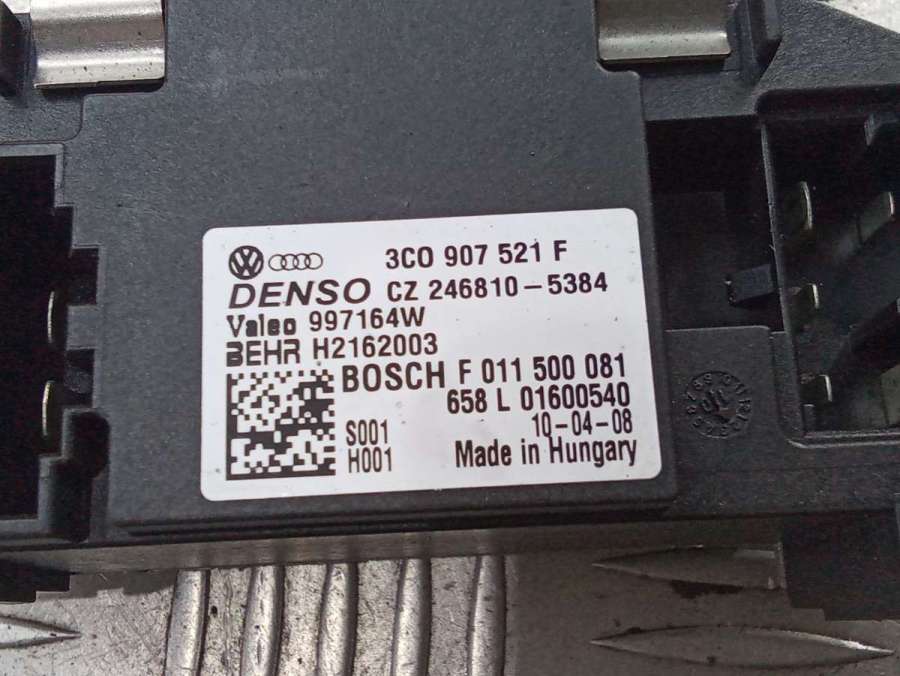 3C0 907 521 F
DENSO CZ 246810-5384
Valeo 997164W
BEHR H2162003
BOSCH F 011 500 081
658 L 01600540
S001 10-04-08
H001 Made in Hungary